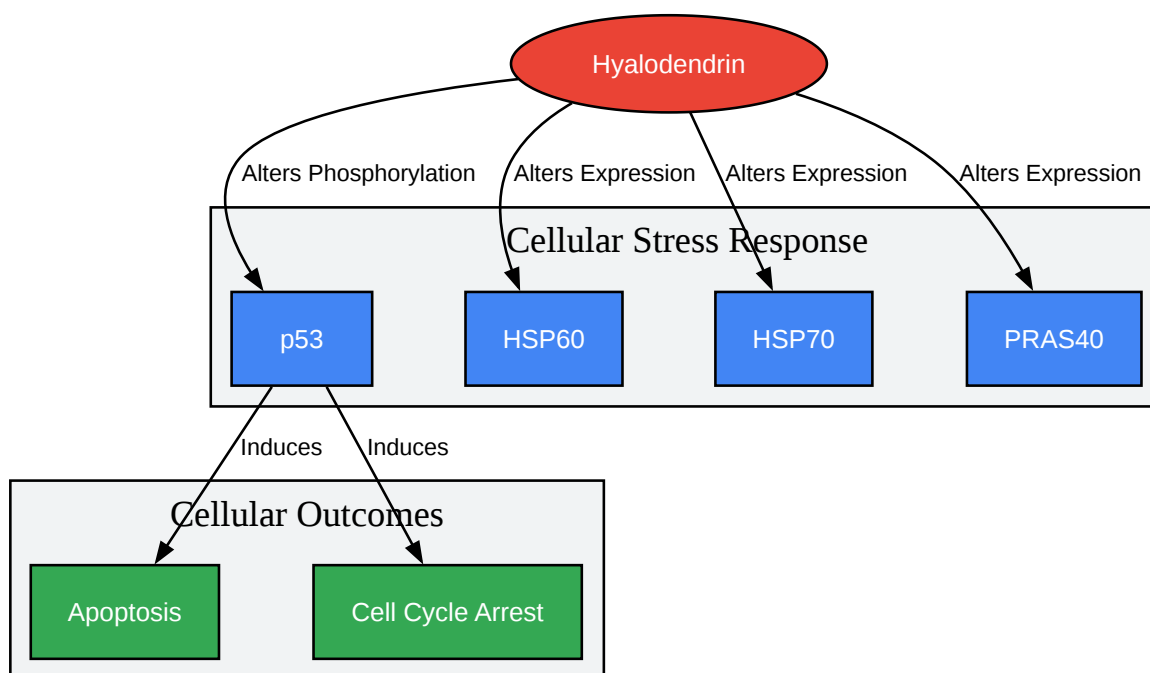 Hyalodendrin
Alters Phosphorylation
Alters Expression
Alters Expression
Alters Expression
Cellular Stress Response
p53
HSP60
HSP70
PRAS40
Induces
Induces
Cellular Outcomes
Apoptosis
Cell Cycle Arrest